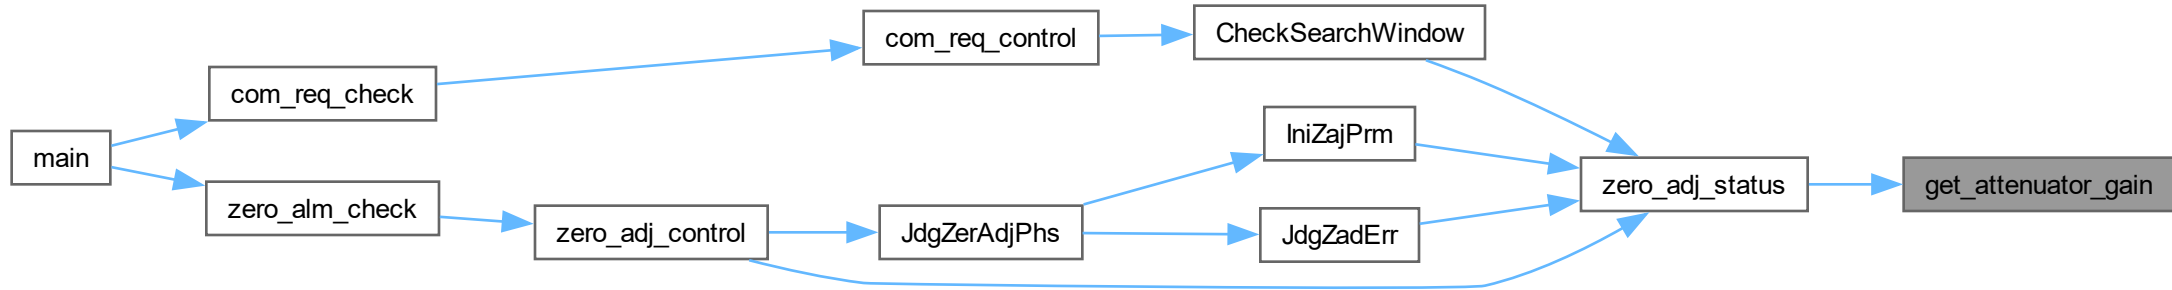 main
com_req_check
zero_alm_check
com_req_control
zero_adj_control
CheckSearchWindow
JdgZerAdjPhs
IniZajPrm
JdgZadErr
zero_adj_status
get_attenuator_gain